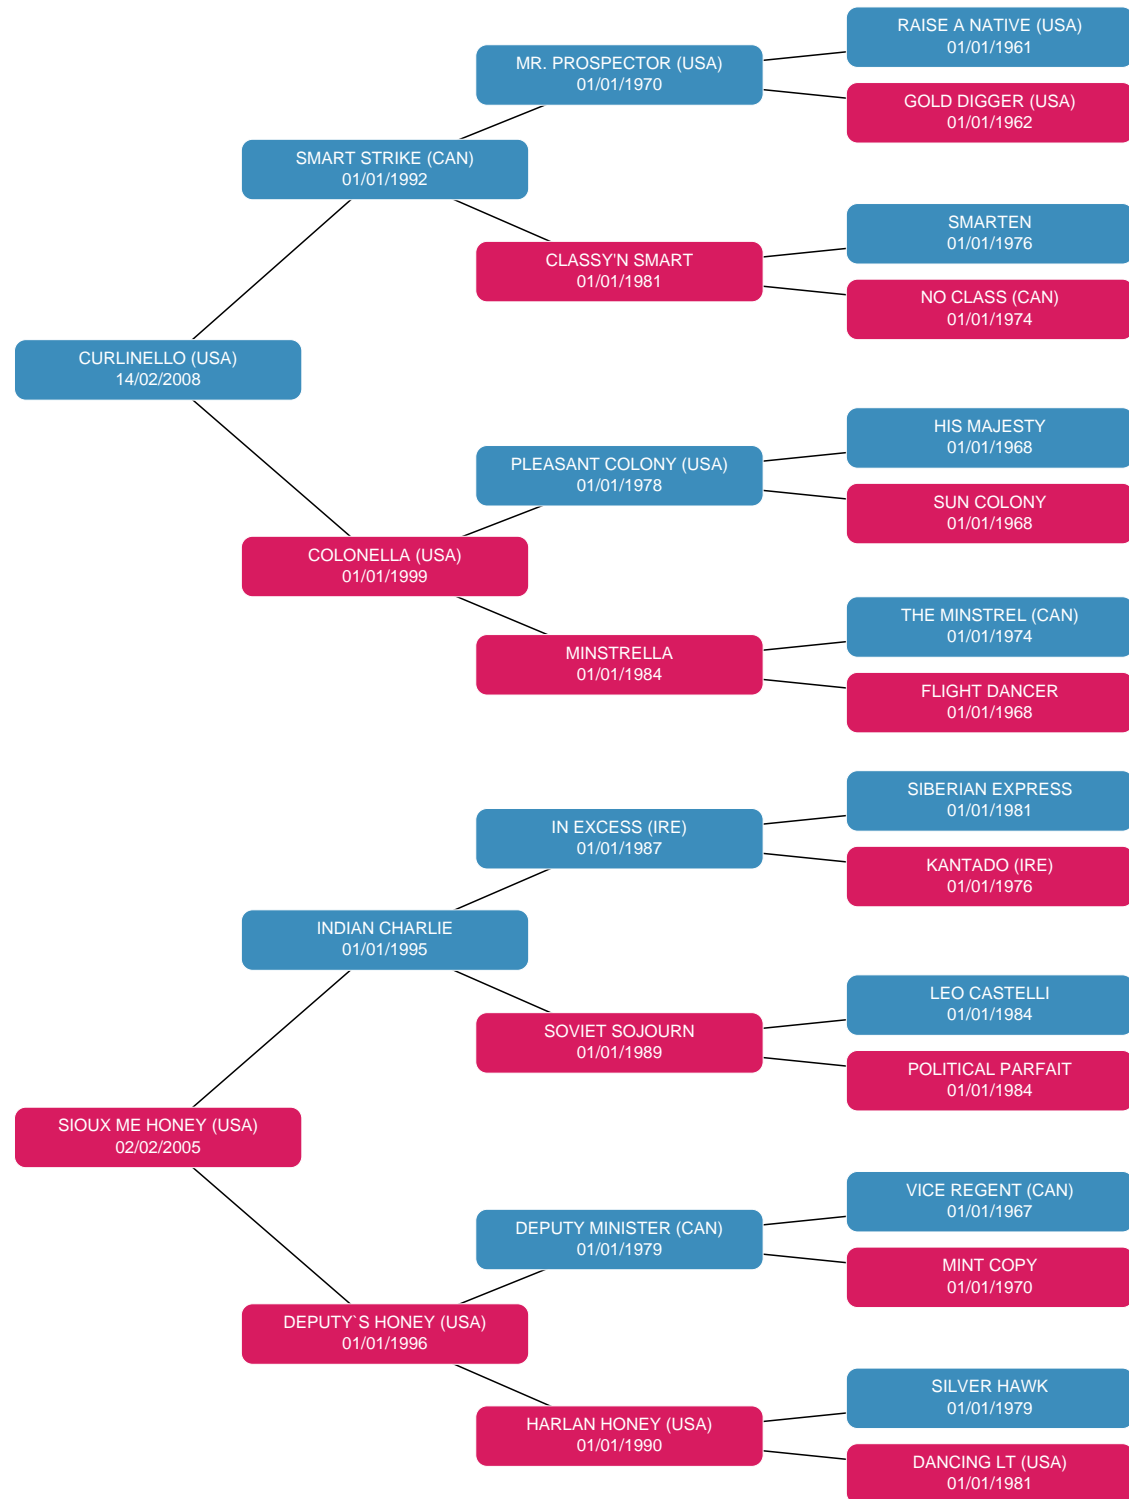 RAISE A NATIVE (USA)
01/01/1961
MR. PROSPECTOR (USA)
01/01/1970
GOLD DIGGER (USA)
01/01/1962
SMART STRIKE (CAN)
01/01/1992
SMARTEN
01/01/1976
CLASSY'N SMART
01/01/1981
NO CLASS (CAN)
01/01/1974
CURLINELLO (USA)
14/02/2008
HIS MAJESTY
01/01/1968
PLEASANT COLONY (USA)
01/01/1978
SUN COLONY
01/01/1968
COLONELLA (USA)
01/01/1999
THE MINSTREL (CAN)
01/01/1974
MINSTRELLA
01/01/1984
FLIGHT DANCER
01/01/1968
SIBERIAN EXPRESS
01/01/1981
IN EXCESS (IRE)
01/01/1987
KANTADO (IRE)
01/01/1976
INDIAN CHARLIE
01/01/1995
LEO CASTELLI
01/01/1984
SOVIET SOJOURN
01/01/1989
POLITICAL PARFAIT
01/01/1984
SIOUX ME HONEY (USA)
02/02/2005
VICE REGENT (CAN)
01/01/1967
DEPUTY MINISTER (CAN)
01/01/1979
MINT COPY
01/01/1970
DEPUTY`S HONEY (USA)
01/01/1996
SILVER HAWK
01/01/1979
HARLAN HONEY (USA)
01/01/1990
DANCING LT (USA)
01/01/1981